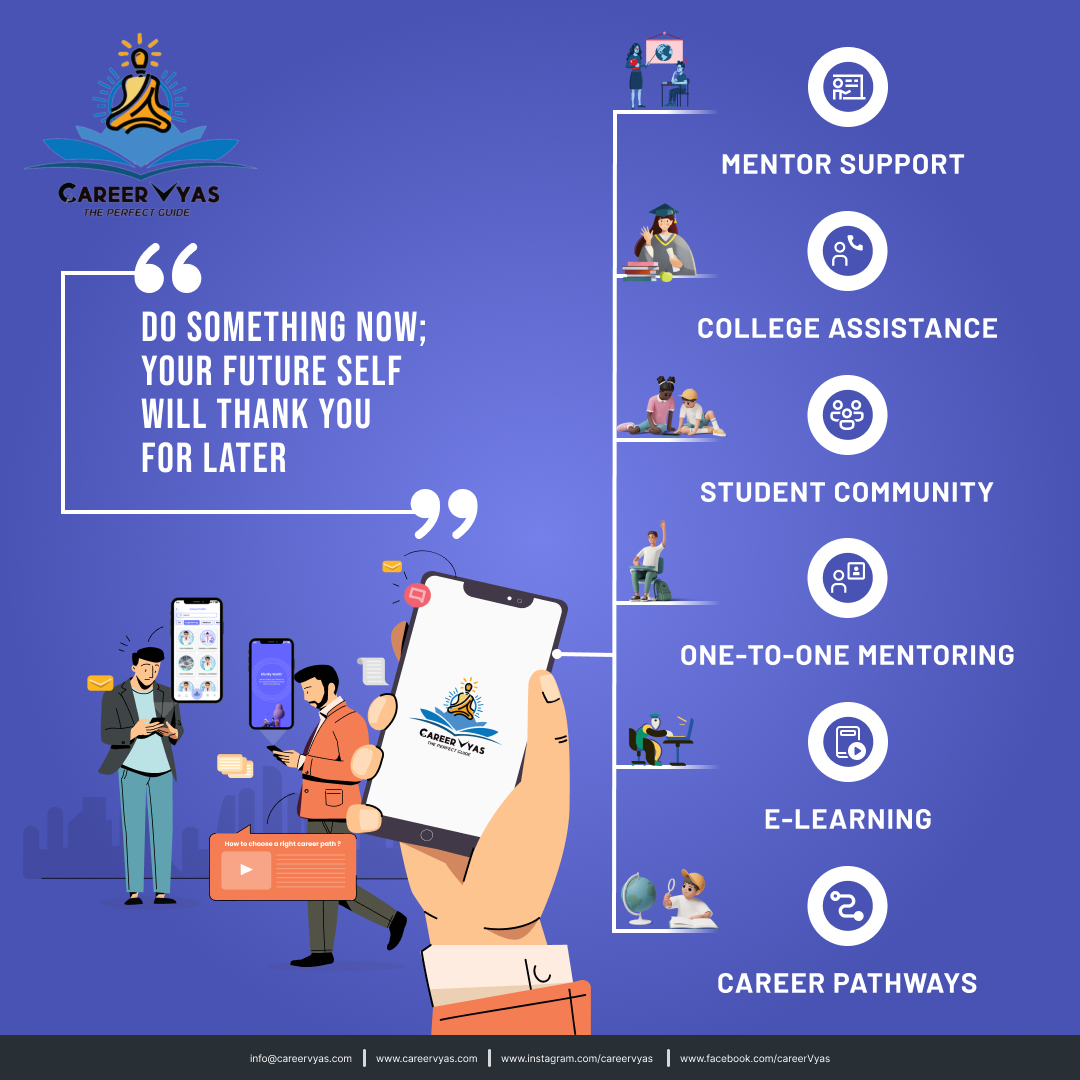 CAREER VYAS
THE PERFECT GUIDE
DO SOMETHING NOW;
YOUR FUTURE SELF
WILL THANK YOU
FOR LATER
MENTOR SUPPORT
COLLEGE ASSISTANCE
STUDENT COMMUNITY
ONE-TO-ONE MENTORING
E-LEARNING
CAREER PATHWAYS
CAREER VYAS
THE PERFECT GUIDE
How to choose a right career path ?
info@careervyas.com | www.careervyas.com | www.instagram.com/careervyas | www.facebook.com/careerVyas